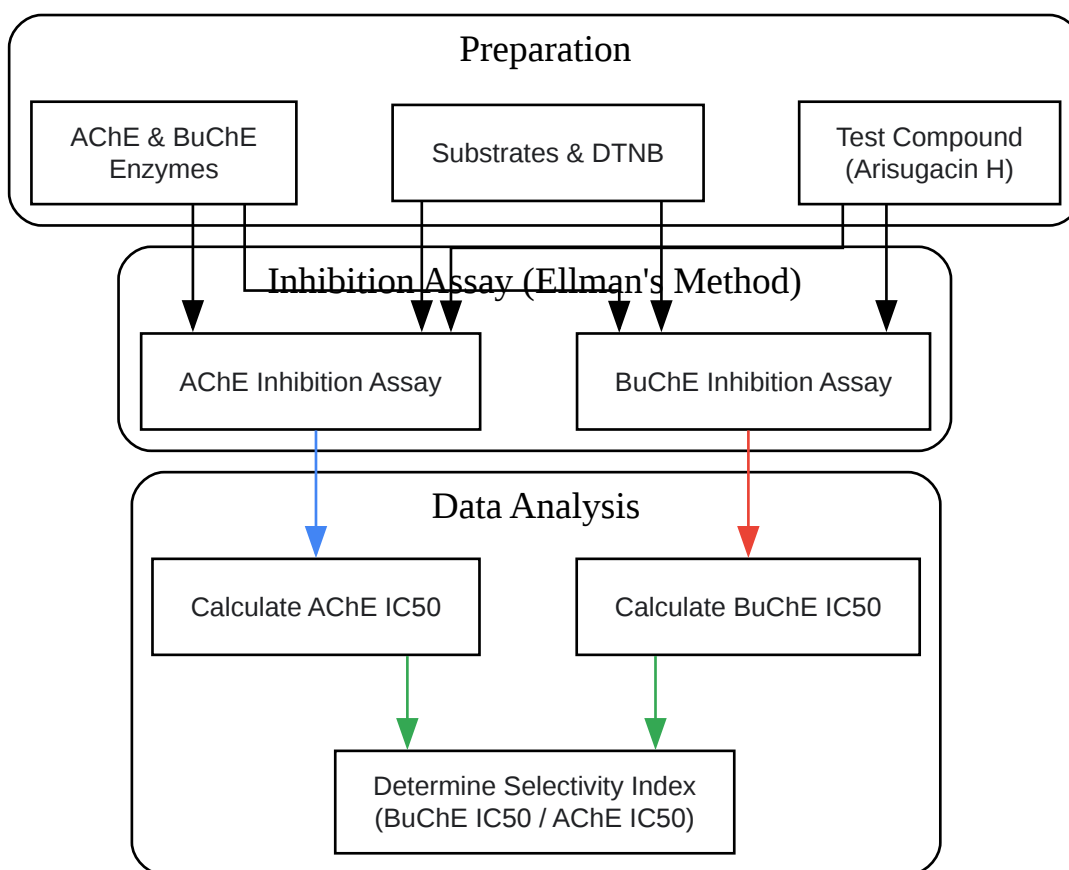 Preparation
AChE & BuChE
Enzymes
Substrates & DTNB
Test Compound
(Arisugacin H)
Inhibition Assay (Ellman's Method)
AChE Inhibition Assay
BuChE Inhibition Assay
Data Analysis
Calculate AChE IC50
Calculate BuChE IC50
Determine Selectivity Index
(BuChE IC50 / AChE IC50)